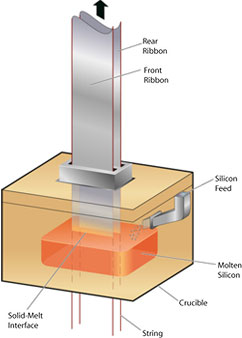 Rear
Ribbon
Front
Ribbon
Silicon
Feed
Molten
Silicon
Crucible
Solid-Melt
Interface
String